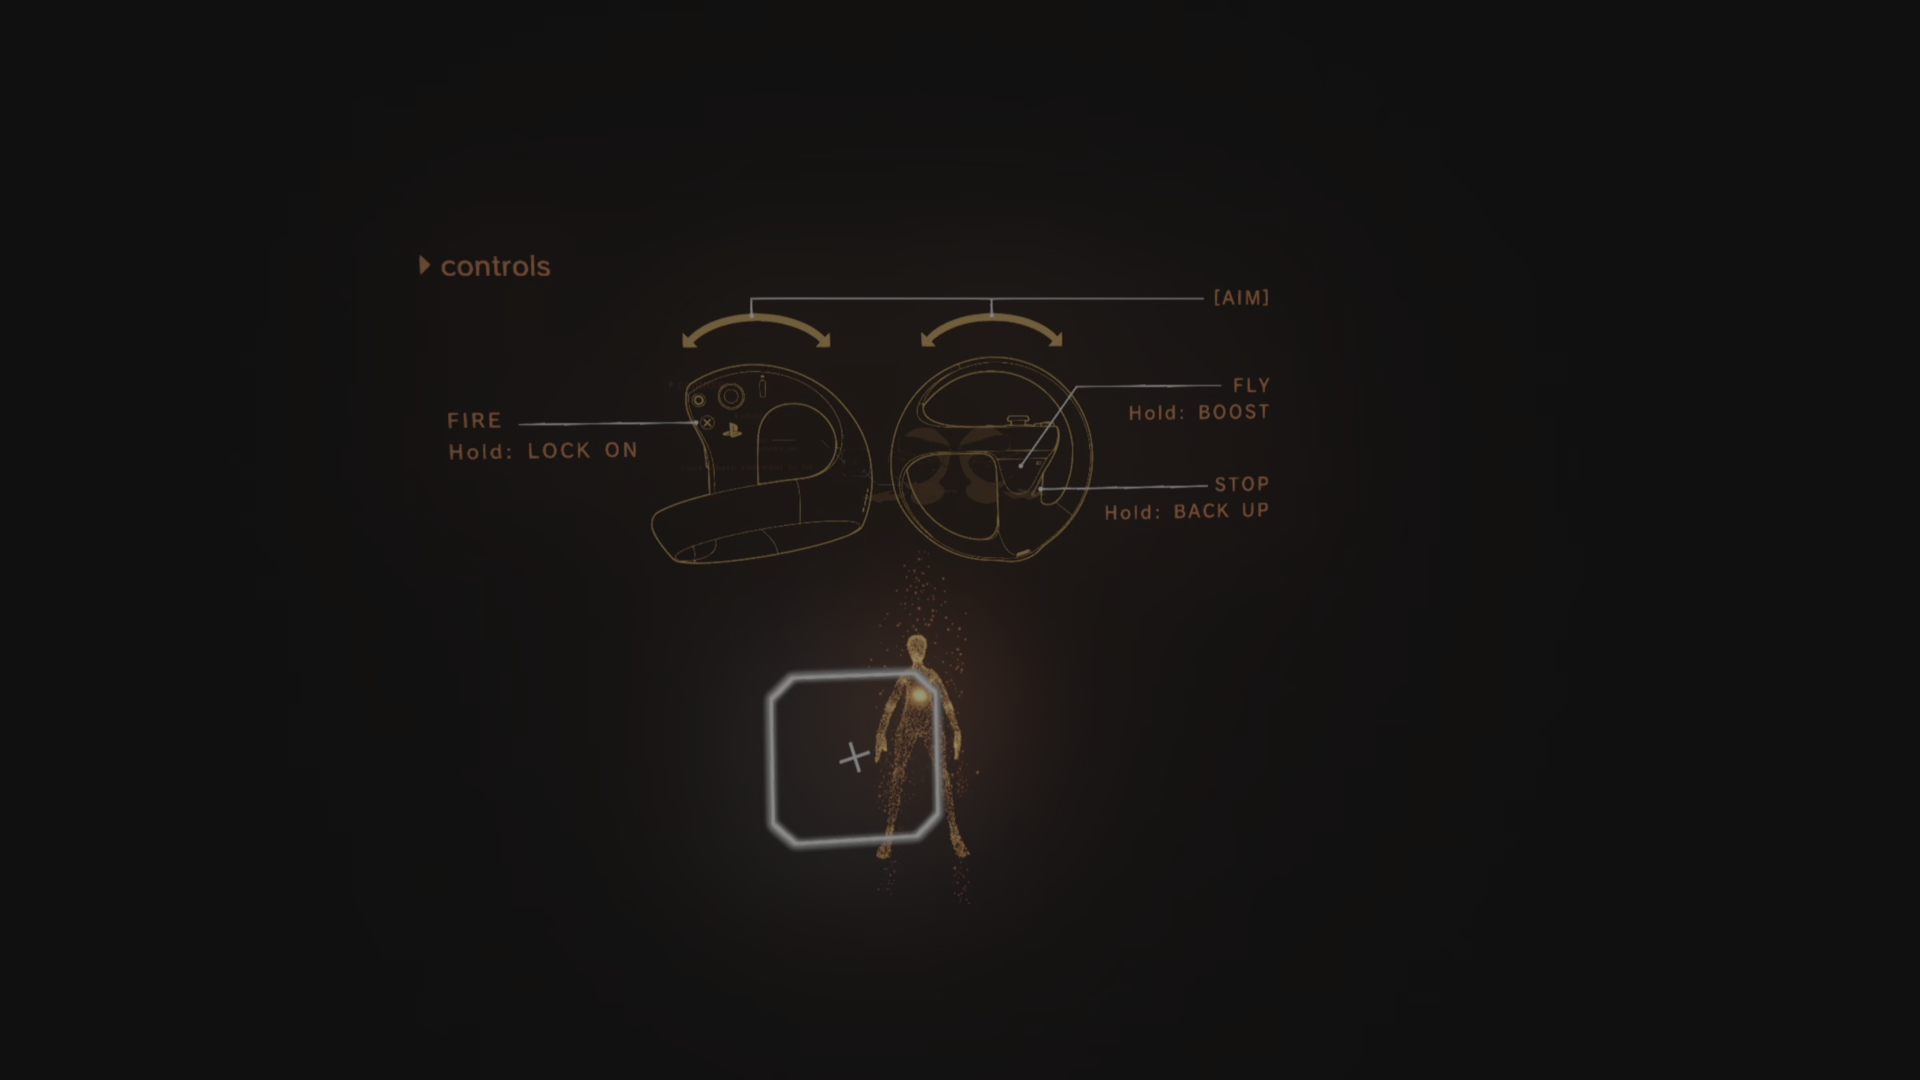 controls
[AIM]
FLY
Hold: BOOST
FIRE
Hold: LOCK ON
STOP
Hold: BACK UP